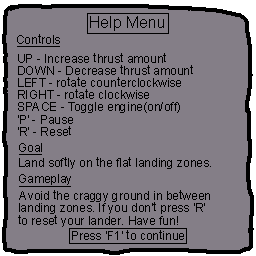 Help Menu
Controls
UP - Increase thrust amount
DOWN - Decrease thrust amount
LEFT - rotate counterclockwise
RIGHT - rotate clockwise
SPACE - Toggle engine(on/off)
'P' - Pause
'R' - Reset
Goal
Land softly on the flat landing zones.
Gameplay
Avoid the craggy ground in between
landing zones. If you don't press 'R'
to reset your lander. Have fun!
Press 'F1' to continue